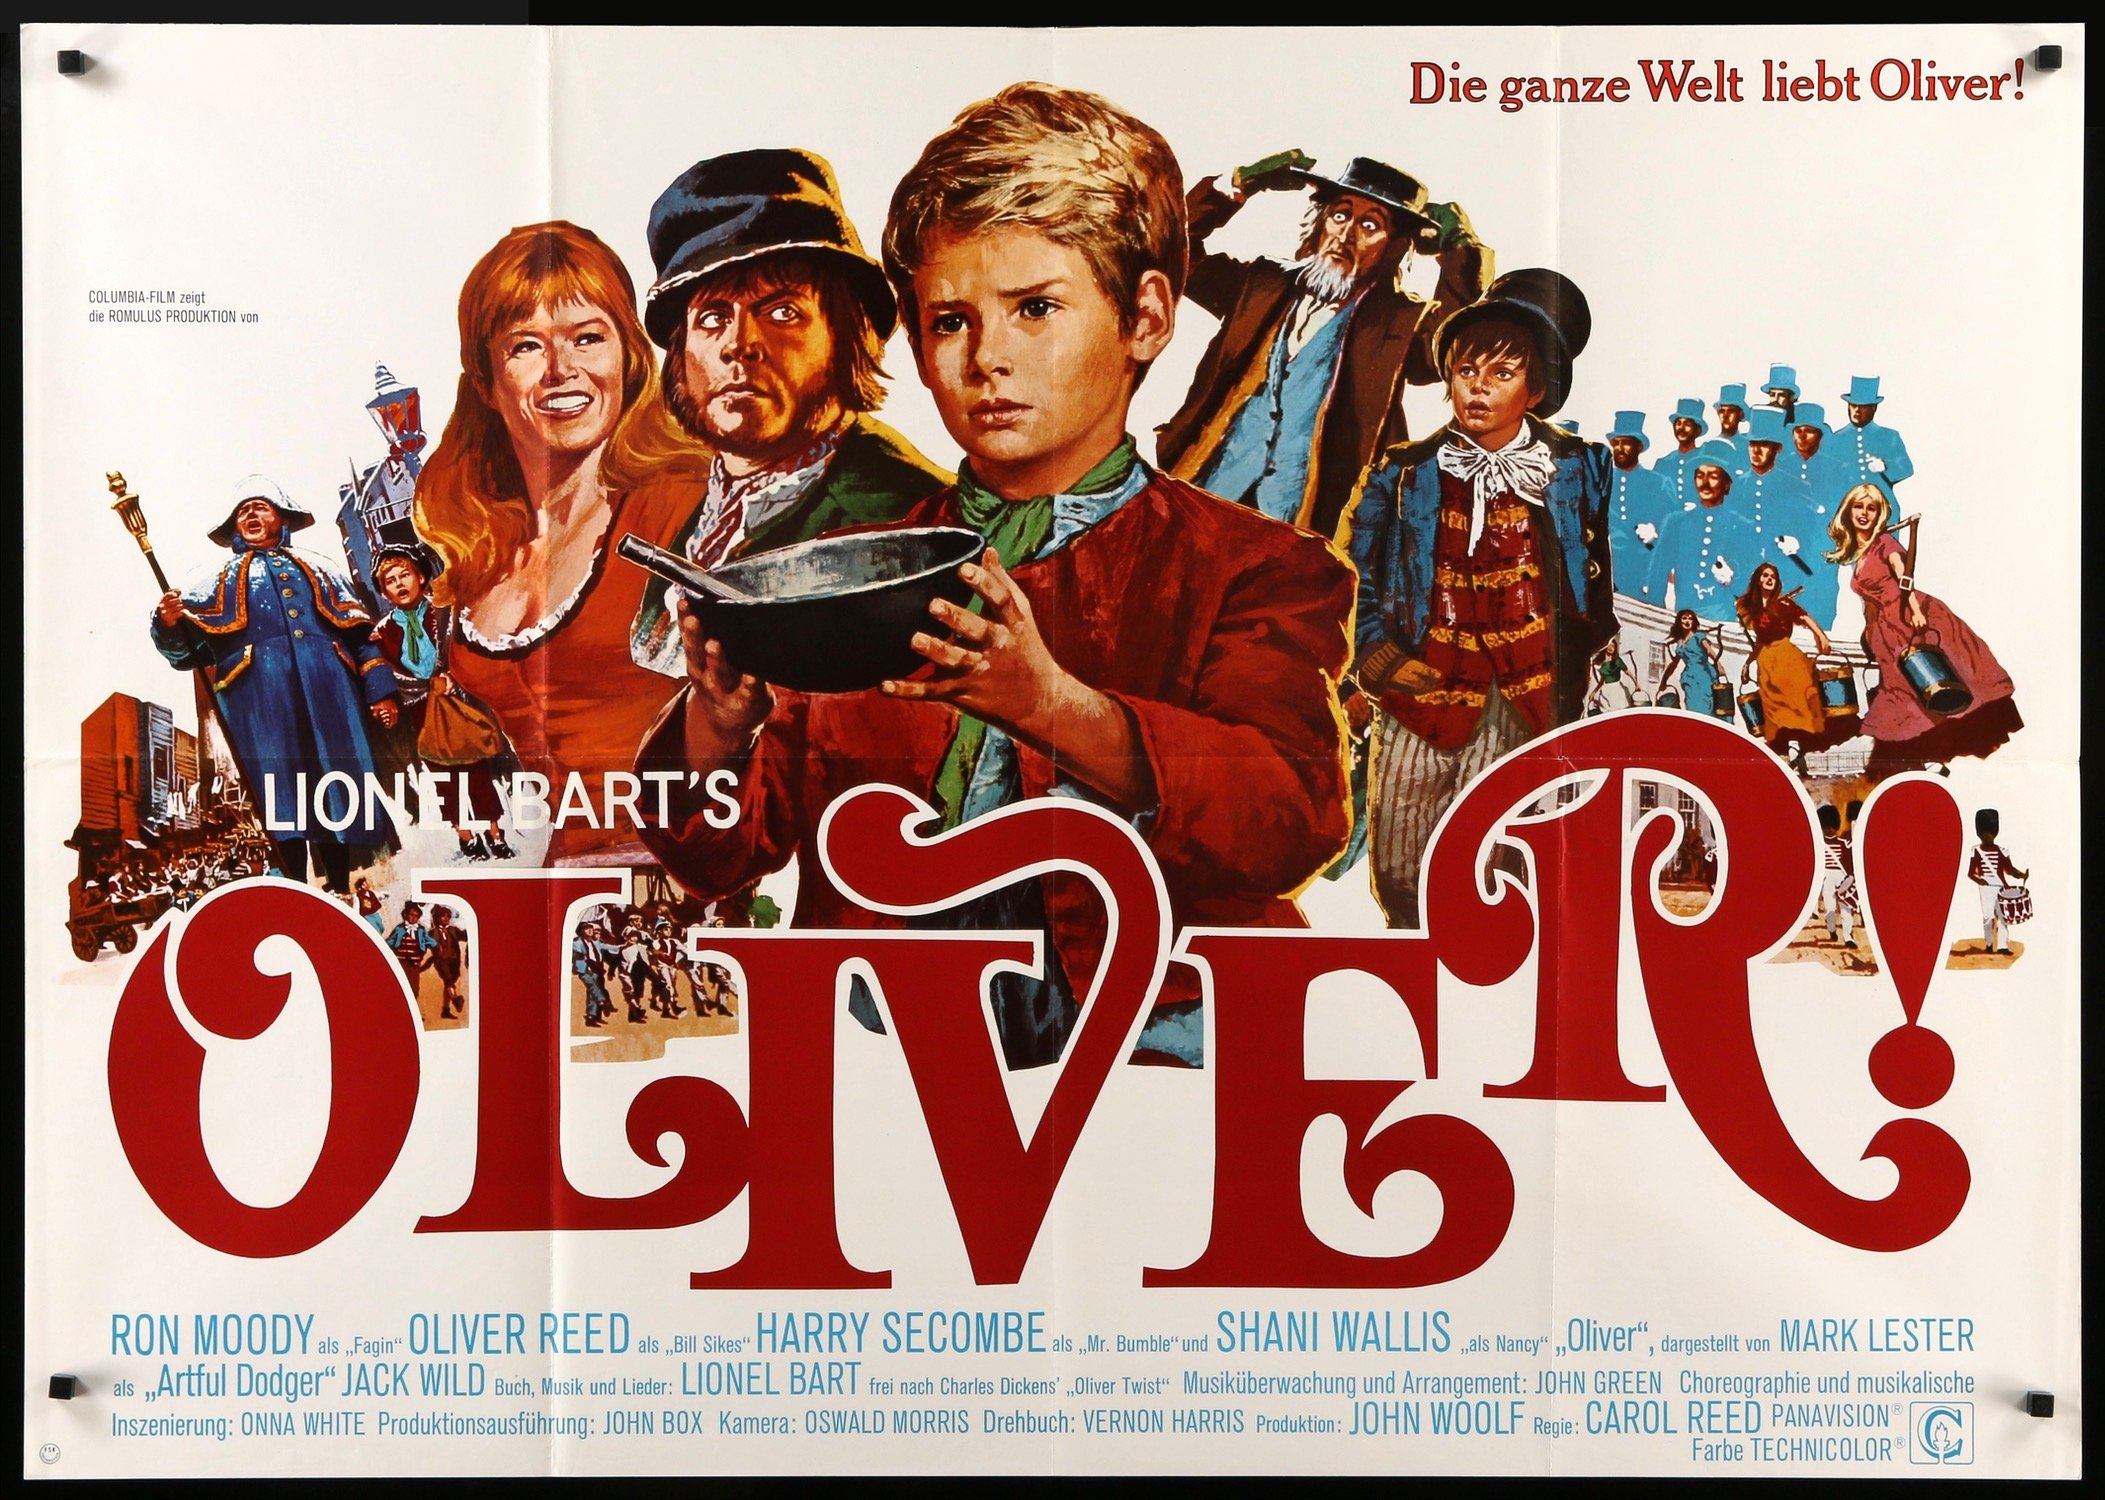 Die ganze Welt liebt Oliver!
COLUMBIA-FILM zeigt
die ROMULUS PRODUKTION von
LIONEL BART'S
OLIVER!
RON MOODY als „Fagin“ OLIVER REED als „Bill Sikes“ HARRY SECOMBE als „Mr. Bumble“ und SHANI WALLIS „als Nancy“ „Oliver“, dargestellt von MARK LESTER
als „Artful Dodger“ JACK WILD Buch, Musik und Lieder: LIONEL BART frei nach Charles Dickens' „Oliver Twist“ Musiküberwachung und Arrangement: JOHN GREEN Choreographie und musikalische
Inszenierung: ONNA WHITE Produktionsausführung: JOHN BOX Kamera: OSWALD MORRIS Drehbuch: VERNON HARRIS Produktion: JOHN WOOLF Regie: CAROL REED PANAVISION®
Farbe TECHNICOLOR®
FSK